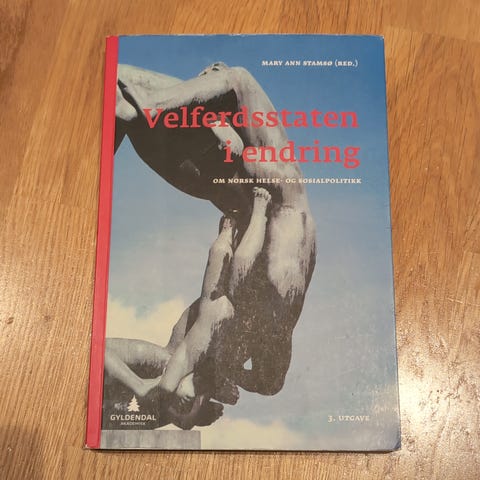 MARY ANN STAMSØ (RED.)
Velferdsstaten
i endring
OM NORSK HELSE- OG SOSIALPOLITIKK
GYLDENDAL
AKADEMISK
3. UTGAVE